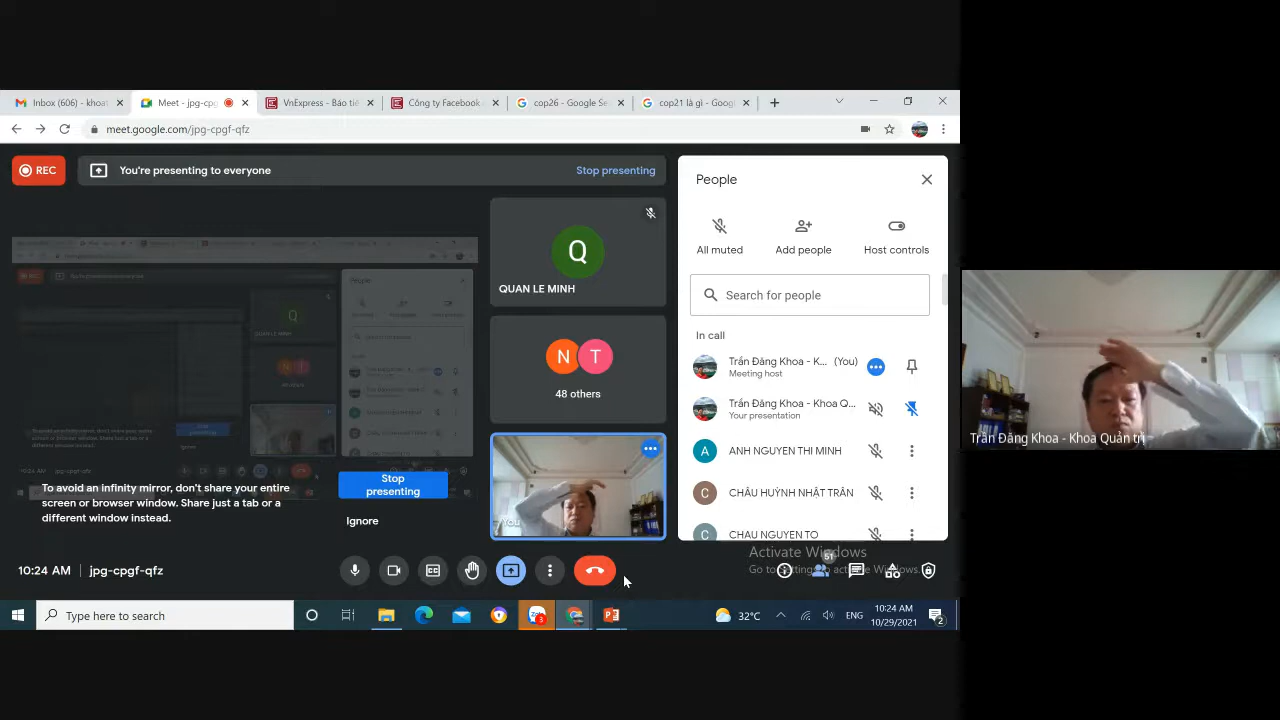 Inbox (606) - khoat
Meet - jpg-cpg
VnExpress - Báo tiế
Công ty Facebook
cop26 - Google Se
cop21 là gì - Googl
meet.google.com/jpg-cpgf-qfz
REC
You're presenting to everyone
Stop presenting
People
All muted
Add people
Host controls
Search for people
In call
Trần Đăng Khoa - K... (You)
Meeting host
Trần Đăng Khoa - Khoa Q...
Your presentation
ANH NGUYEN THI MINH
CHÂU HUỲNH NHẬT TRÂN
CHAU NGUYEN TO
Q
QUAN LE MINH
N T
48 others
You
To avoid an infinity mirror, don't share your entire
screen or browser window. Share just a tab or a
different window instead.
Stop
presenting
Ignore
Trần Đăng Khoa - Khoa Quản trị
Activate Windows
51
10:24 AM
jpg-cpgf-qfz
Type here to search
3
32°C
ENG
10:24 AM
10/29/2021
2